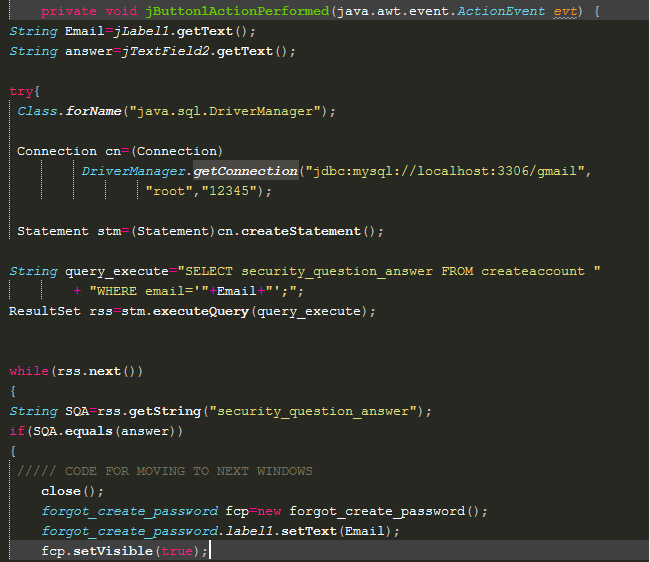 private void jButton1ActionPerformed(java.awt.event.ActionEvent evt) {
String Email=jLabel1.getText();
String answer=jTextField2.getText();
try{
Class.forName("java.sql.DriverManager");
Connection cn=(Connection)
DriverManager.getConnection("jdbc:mysql://localhost:3306/gmail",
"root","12345");
Statement stm=(Statement)cn.createStatement();
String query_execute="SELECT security_question_answer FROM createaccount "
+ "WHERE email='"+Email+"';";
ResultSet rss=stm.executeQuery(query_execute);
while(rss.next())
{
String SQA=rss.getString("security_question_answer");
if(SQA.equals(answer))
{
///// CODE FOR MOVING TO NEXT WINDOWS
close();
forgot_create_password fcp=new forgot_create_password();
forgot_create_password.label1.setText(Email);
fcp.setVisible(true);